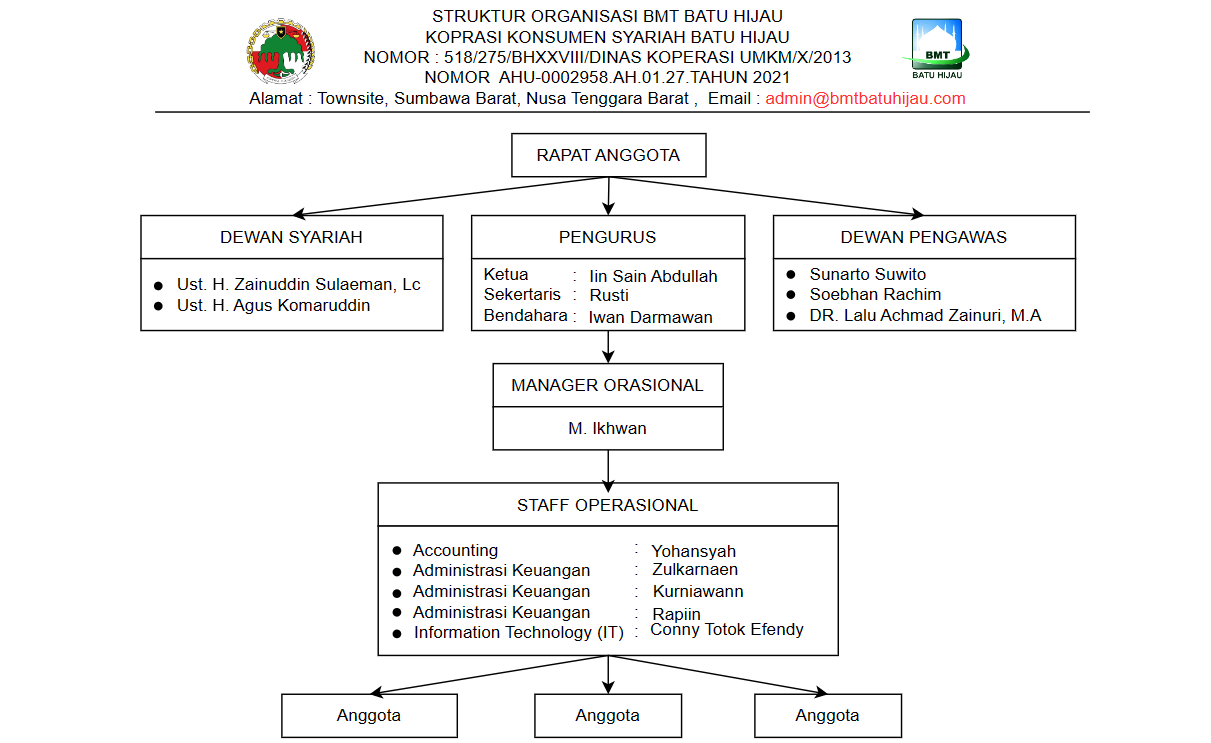 STRUKTUR ORGANISASI BMT BATU HIJAU
KOPRASI KONSUMEN SYARIAH BATU HIJAU
NOMOR : 518/275/BHXXVIII/DINAS KOPERASI UMKM/X/2013
NOMOR AHU-0002958.AH.01.27.TAHUN 2021
Alamat : Townsite, Sumbawa Barat, Nusa Tenggara Barat , Email : admin@bmtbatuhijau.com
BMT
BATU HIJAU
RAPAT ANGGOTA
DEWAN SYARIAH
● Ust. H. Zainuddin Sulaeman, Lc
● Ust. H. Agus Komaruddin
PENGURUS
Ketua : Iin Sain Abdullah
Sekertaris : Rusti
Bendahara : Iwan Darmawan
DEWAN PENGAWAS
● Sunarto Suwito
● Soebhan Rachim
● DR. Lalu Achmad Zainuri, M.A
MANAGER ORASIONAL
M. Ikhwan
STAFF OPERASIONAL
● Accounting : Yohansyah
● Administrasi Keuangan : Zulkarnaen
● Administrasi Keuangan : Kurniawann
● Administrasi Keuangan : Rapiin
● Information Technology (IT) : Conny Totok Efendy
Anggota
Anggota
Anggota